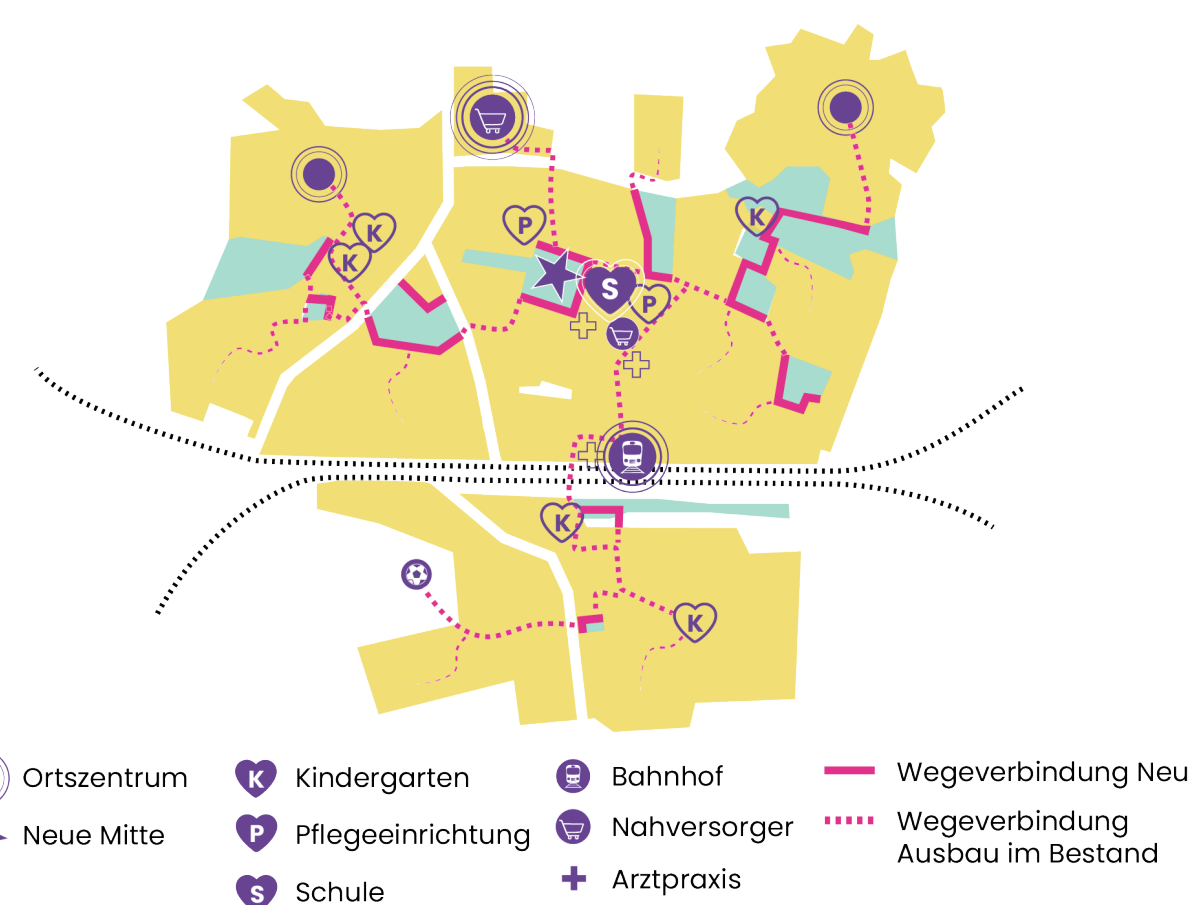 K
K
P
K
S
P
K
K
Ortszentrum
Neue Mitte
K Kindergarten
P Pflegeeinrichtung
S Schule
Bahnhof
Nahversorger
Arztpraxis
Wegeverbindung Neu
Wegeverbindung
Ausbau im Bestand